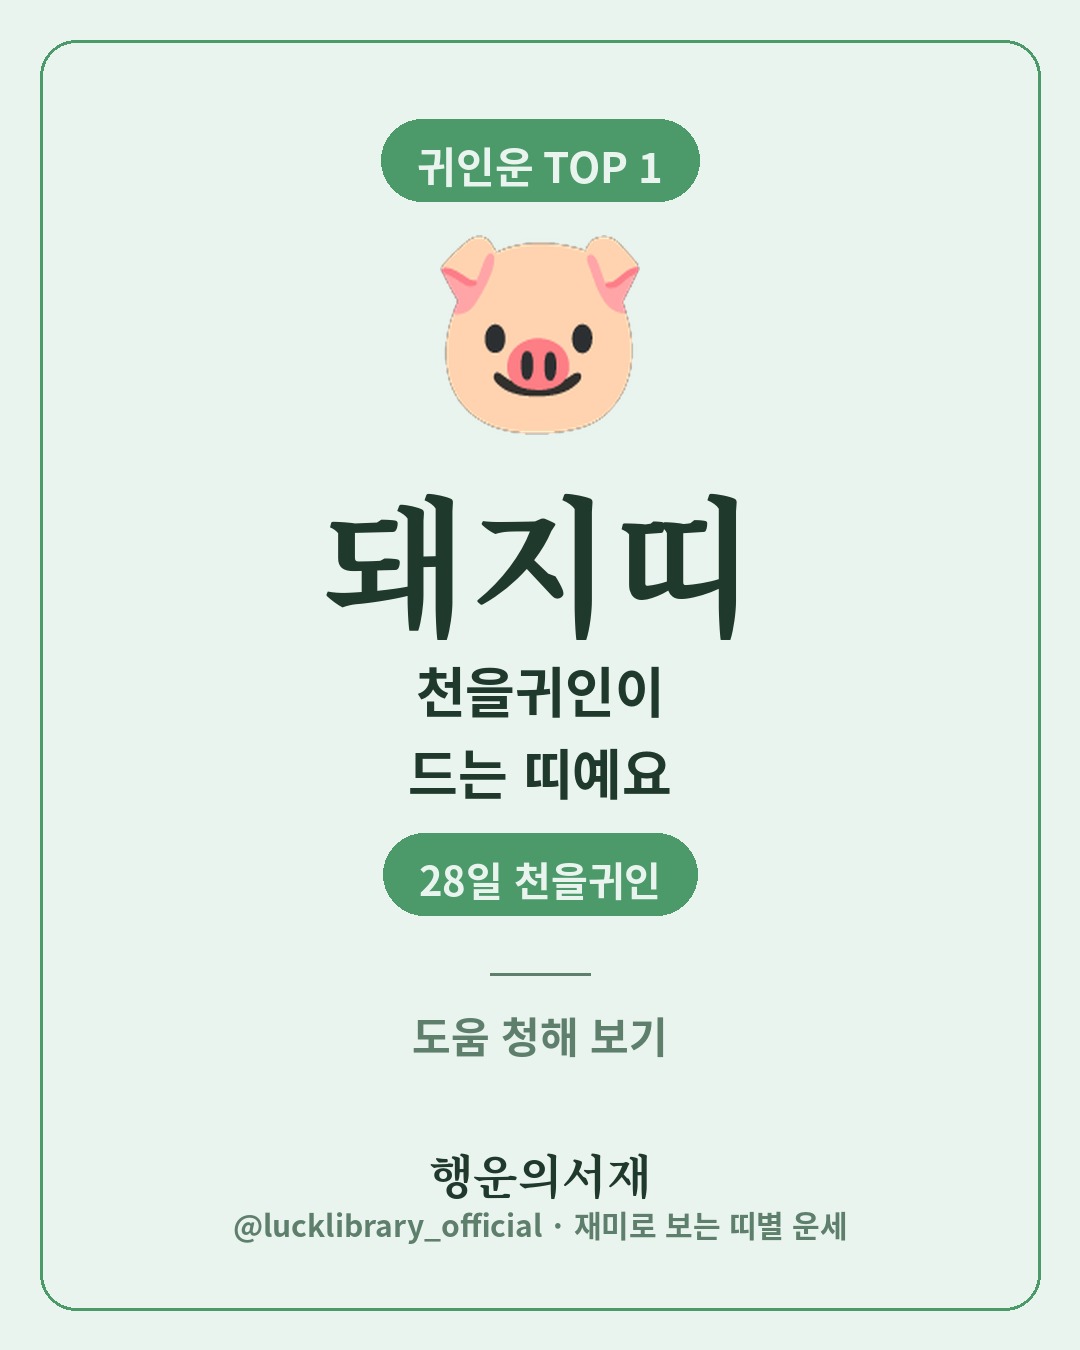 귀인운 TOP 1
돼지띠
천을귀인이
드는 띠예요
28일 천을귀인
도움 청해 보기
행운의서재
@lucklibrary_official · 재미로 보는 띠별 운세